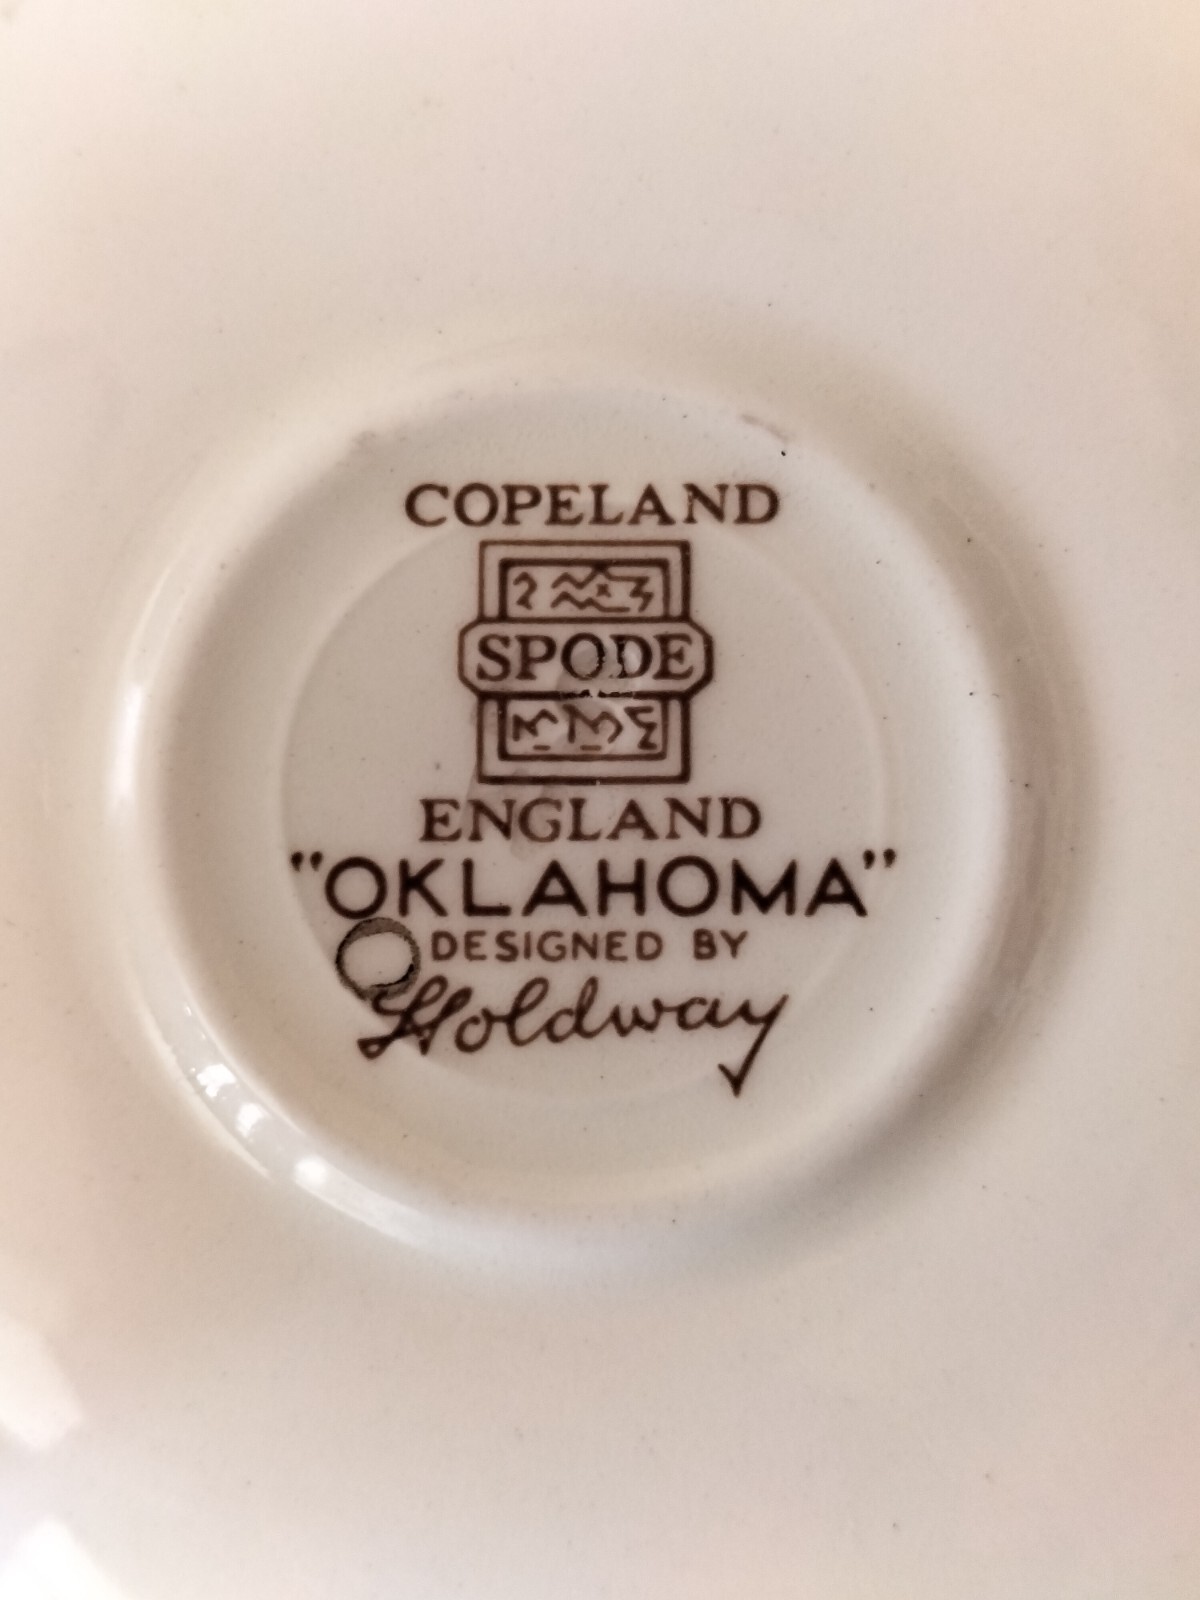 COPELAND
SPODE
ENGLAND
"OKLAHOMA"
DESIGNED BY
Holdway